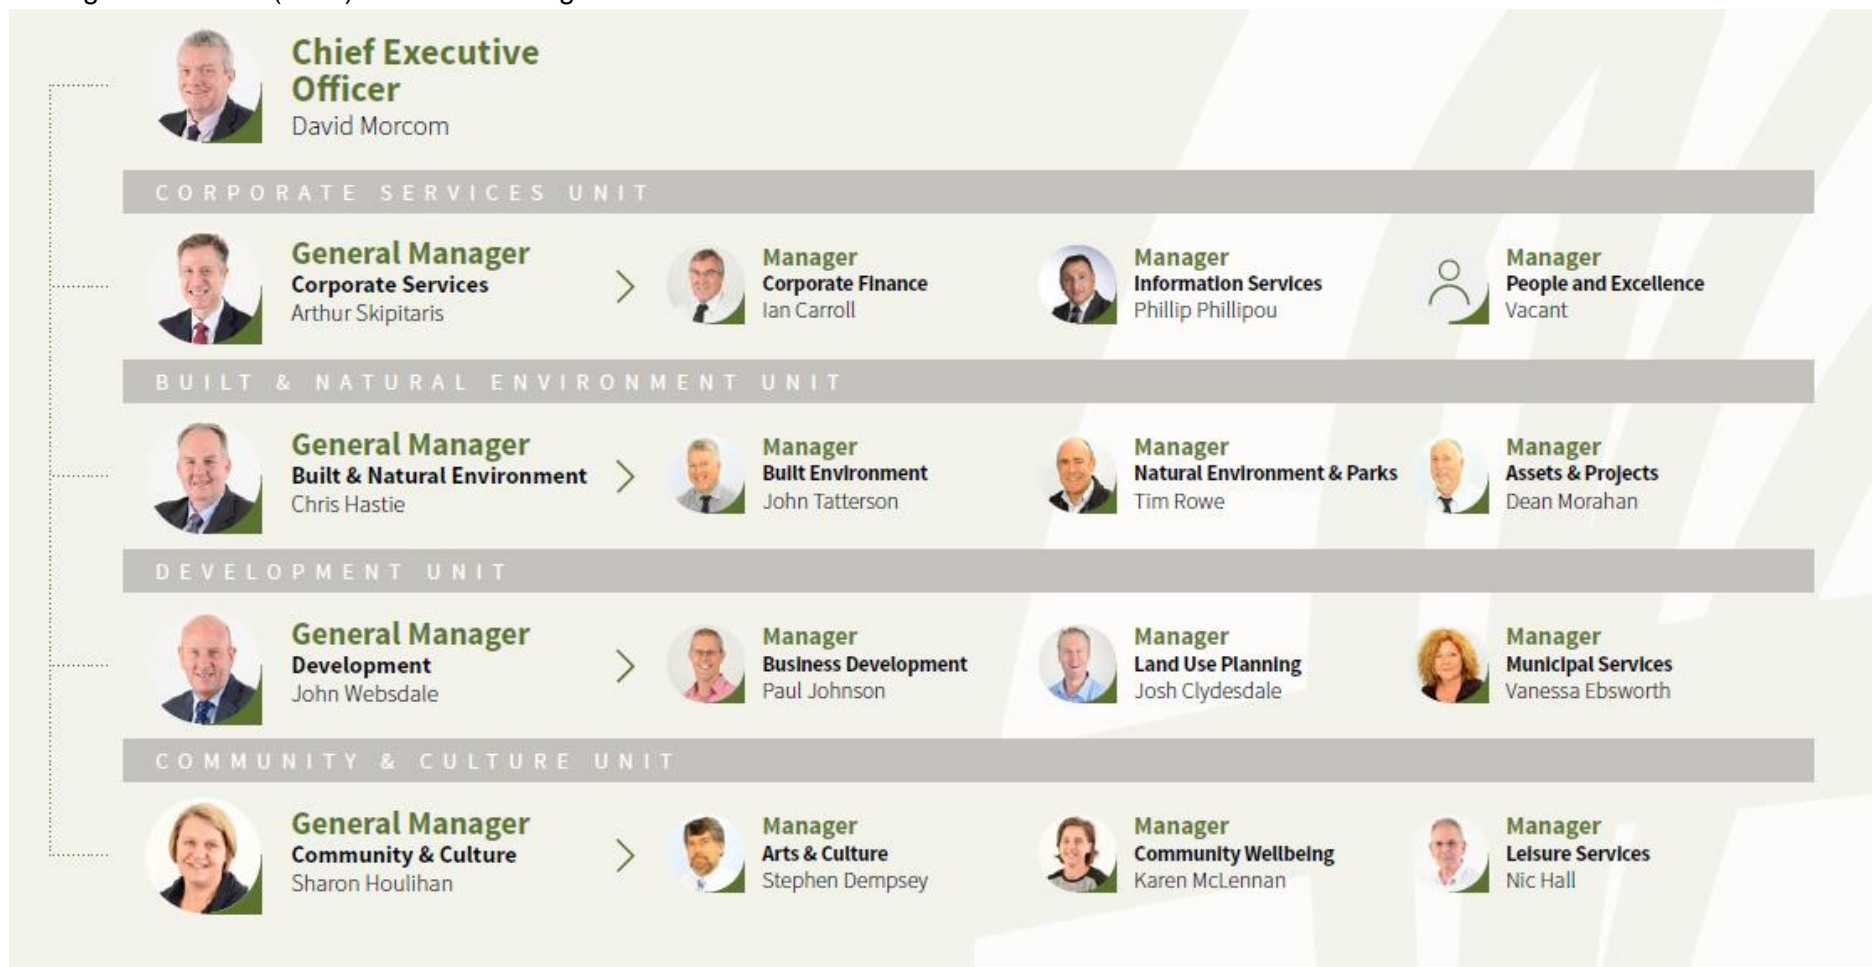 Chief Executive
Officer
David Morcom
CORPORATE SERVICES UNIT
General Manager
Corporate Services
Arthur Skipitaris
Manager
Corporate Finance
Ian Carroll
Manager
Information Services
Phillip Phillipou
Manager
People and Excellence
Vacant
BUILT & NATURAL ENVIRONMENT UNIT
General Manager
Built & Natural Environment
Chris Hastie
Manager
Built Environment
John Tatterson
Manager
Natural Environment & Parks
Tim Rowe
Manager
Assets & Projects
Dean Morahan
DEVELOPMENT UNIT
General Manager
Development
John Websdale
Manager
Business Development
Paul Johnson
Manager
Land Use Planning
Josh Clydesdale
Manager
Municipal Services
Vanessa Ebsworth
COMMUNITY & CULTURE UNIT
General Manager
Community & Culture
Sharon Houlihan
Manager
Arts & Culture
Stephen Dempsey
Manager
Community Wellbeing
Karen McLennan
Manager
Leisure Services
Nic Hall